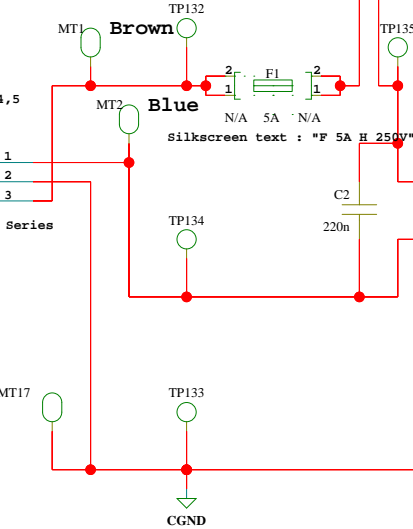 TP132
MT1
Brown
TP135
2
F1
2
1
1
4,5
MT2
Blue
N/A
5A
N/A
Silkscreen text : "F 5A H 250V"
1
2
3
C2
Series
TP134
220n
MT17
TP133
CGND